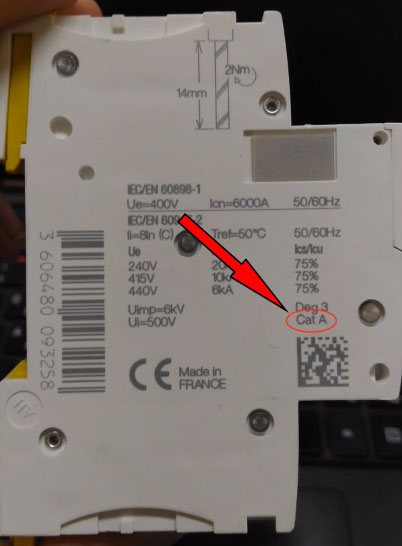 2Nm
14mm
IEC/EN 60898-1
Ue=400V Icn=6000A 50/60Hz
IEC/EN
Ii=8In (C) Tref=50°C 50/60Hz
Ue Ics/Icu
240V 75%
415V 75%
440V 6kA 75%
Uimp=6kV Deg 3
Ui=500V Cat A
CE Made in
FRANCE
3 606480 093258